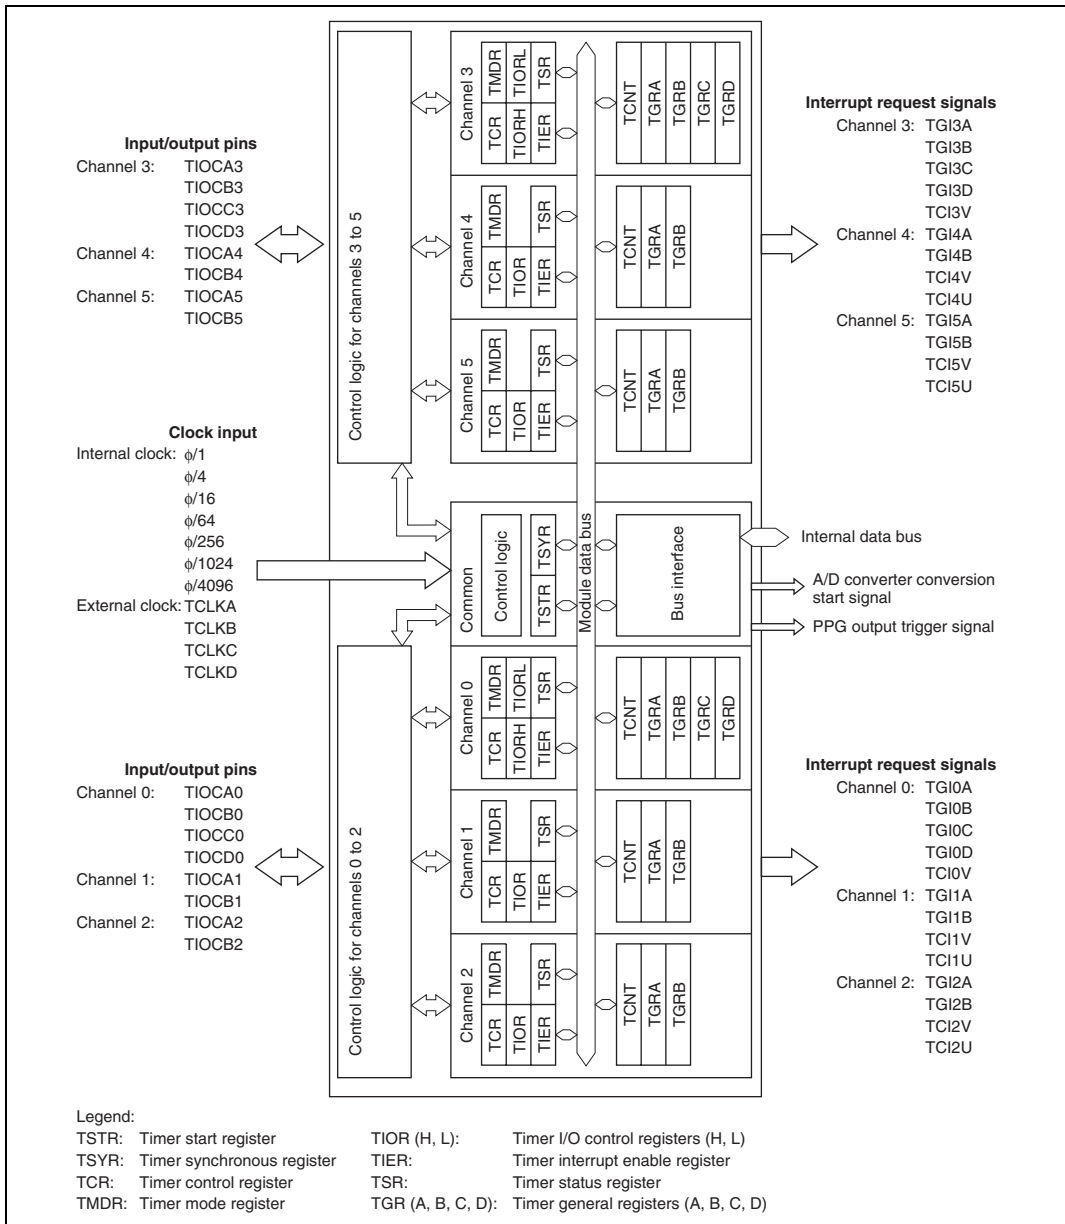 Input/output pins
Channel 3: TIOCA3
TIOCB3
TIOCC3
TIOCD3
Channel 4: TIOCA4
TIOCB4
Channel 5: TIOCA5
TIOCB5
Clock input
Internal clock: ϕ/1
ϕ/4
ϕ/16
ϕ/64
ϕ/256
ϕ/1024
ϕ/4096
External clock: TCLKA
TCLKB
TCLKC
TCLKD
Input/output pins
Channel 0: TIOCA0
TIOCB0
TIOCC0
TIOCD0
Channel 1: TIOCA1
TIOCB1
Channel 2: TIOCA2
TIOCB2
Control logic for channels 3 to 5
Control logic for channels 0 to 2
Channel 3
TCR TMDR
TIORH TIORL
TIER TSR
TCNT
TGRA
TGRB
TGRC
TGRD
Channel 4
TCR TMDR
TIOR
TIER TSR
TCNT
TGRA
TGRB
Channel 5
TCR TMDR
TIOR
TIER TSR
TCNT
TGRA
TGRB
Common
Control logic
TSTR TSYR
Module data bus
Bus interface
Channel 0
TCR TMDR
TIORH TIORL
TIER TSR
TCNT
TGRA
TGRB
TGRC
TGRD
Channel 1
TCR TMDR
TIOR
TIER TSR
TCNT
TGRA
TGRB
Channel 2
TCR TMDR
TIOR
TIER TSR
TCNT
TGRA
TGRB
Interrupt request signals
Channel 3: TGI3A
TGI3B
TGI3C
TGI3D
TCI3V
Channel 4: TGI4A
TGI4B
TCI4V
TCI4U
Channel 5: TGI5A
TGI5B
TCI5V
TCI5U
Internal data bus
A/D converter conversion
start signal
PPG output trigger signal
Interrupt request signals
Channel 0: TGI0A
TGI0B
TGI0C
TGI0D
TCI0V
Channel 1: TGI1A
TGI1B
TCI1V
TCI1U
Channel 2: TGI2A
TGI2B
TCI2V
TCI2U
Legend:
TSTR: Timer start register TIOR (H, L): Timer I/O control registers (H, L)
TSYR: Timer synchronous register TIER: Timer interrupt enable register
TCR: Timer control register TSR: Timer status register
TMDR: Timer mode register TGR (A, B, C, D): Timer general registers (A, B, C, D)